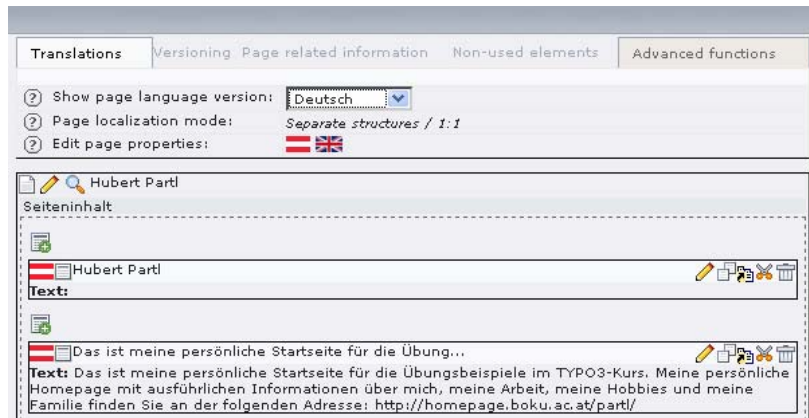 Translations Versioning Page related information Non-used elements Advanced functions
? Show page language version: Deutsch
? Page localization mode: Separate structures / 1:1
? Edit page properties:
Hubert Partl
Seiteninhalt
Hubert Partl
Text:
Das ist meine persönliche Startseite für die Übung...
Text: Das ist meine persönliche Startseite für die Übungsbeispiele im TYPO3-Kurs. Meine persönliche
Homepage mit ausführlichen Informationen über mich, meine Arbeit, meine Hobbies und meine
Familie finden Sie an der folgenden Adresse: http://homepage.boku.ac.at/partl/